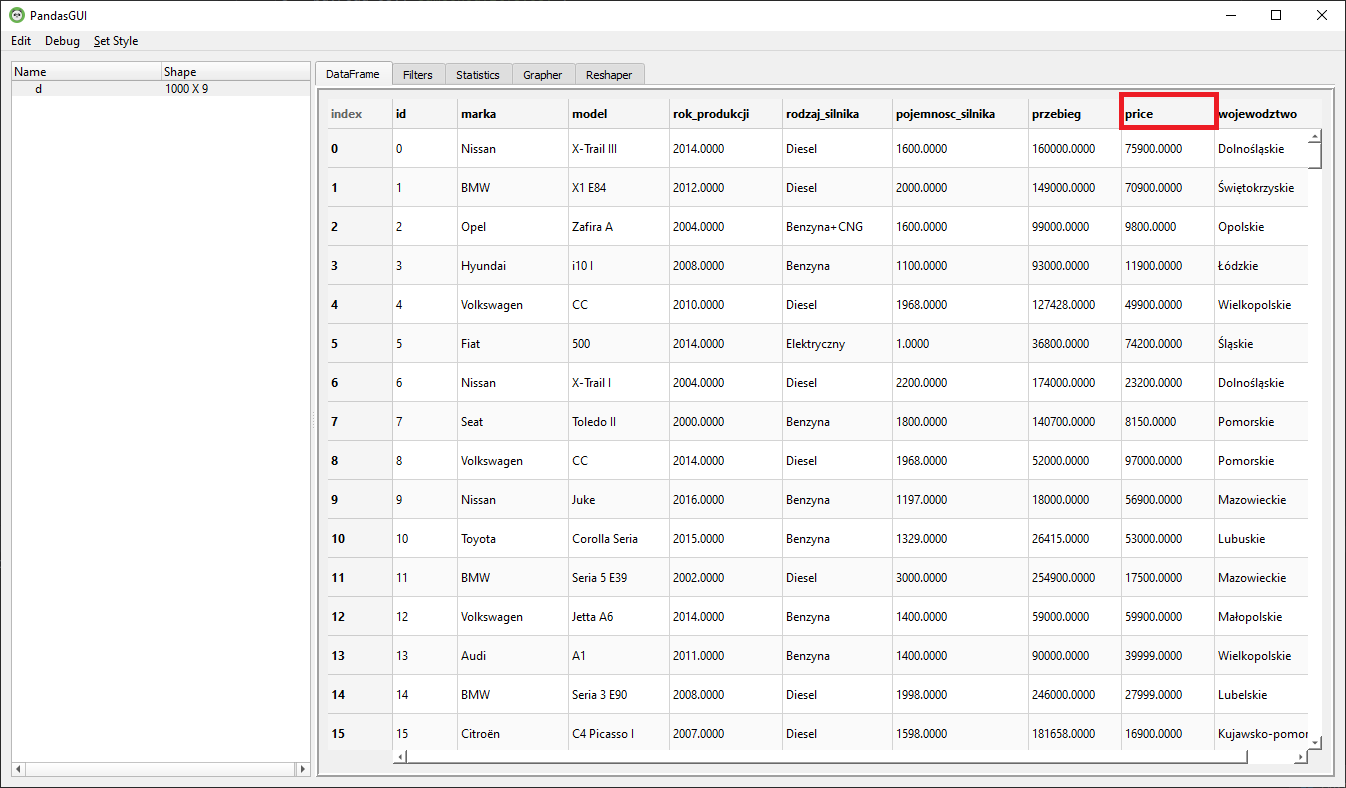 PandasGUI
Edit Debug Set Style
Name Shape
d 1000 X 9
DataFrame Filters Statistics Grapher Reshaper
index id marka model rok_produkcji rodzaj_silnika pojemnosc_silnika przebieg price wojewodztwo
0 0 Nissan X-Trail III 2014.0000 Diesel 1600.0000 160000.0000 75900.0000 Dolnośląskie
1 1 BMW X1 E84 2012.0000 Diesel 2000.0000 149000.0000 70900.0000 Świętokrzyskie
2 2 Opel Zafira A 2004.0000 Benzyna+CNG 1600.0000 99000.0000 9800.0000 Opolskie
3 3 Hyundai i10 I 2008.0000 Benzyna 1100.0000 93000.0000 11900.0000 Łódzkie
4 4 Volkswagen CC 2010.0000 Diesel 1968.0000 127428.0000 49900.0000 Wielkopolskie
5 5 Fiat 500 2014.0000 Elektryczny 1.0000 36800.0000 74200.0000 Śląskie
6 6 Nissan X-Trail I 2004.0000 Diesel 2200.0000 174000.0000 23200.0000 Dolnośląskie
7 7 Seat Toledo II 2000.0000 Benzyna 1800.0000 140700.0000 8150.0000 Pomorskie
8 8 Volkswagen CC 2014.0000 Diesel 1968.0000 52000.0000 97000.0000 Pomorskie
9 9 Nissan Juke 2016.0000 Benzyna 1197.0000 18000.0000 56900.0000 Mazowieckie
10 10 Toyota Corolla Seria 2015.0000 Benzyna 1329.0000 26415.0000 53000.0000 Lubuskie
11 11 BMW Seria 5 E39 2002.0000 Diesel 3000.0000 254900.0000 17500.0000 Mazowieckie
12 12 Volkswagen Jetta A6 2014.0000 Benzyna 1400.0000 59000.0000 59900.0000 Małopolskie
13 13 Audi A1 2011.0000 Benzyna 1400.0000 90000.0000 39999.0000 Wielkopolskie
14 14 BMW Seria 3 E90 2008.0000 Diesel 1998.0000 246000.0000 27999.0000 Lubelskie
15 15 Citroën C4 Picasso I 2007.0000 Diesel 1598.0000 181658.0000 16900.0000 Kujawsko-pomor